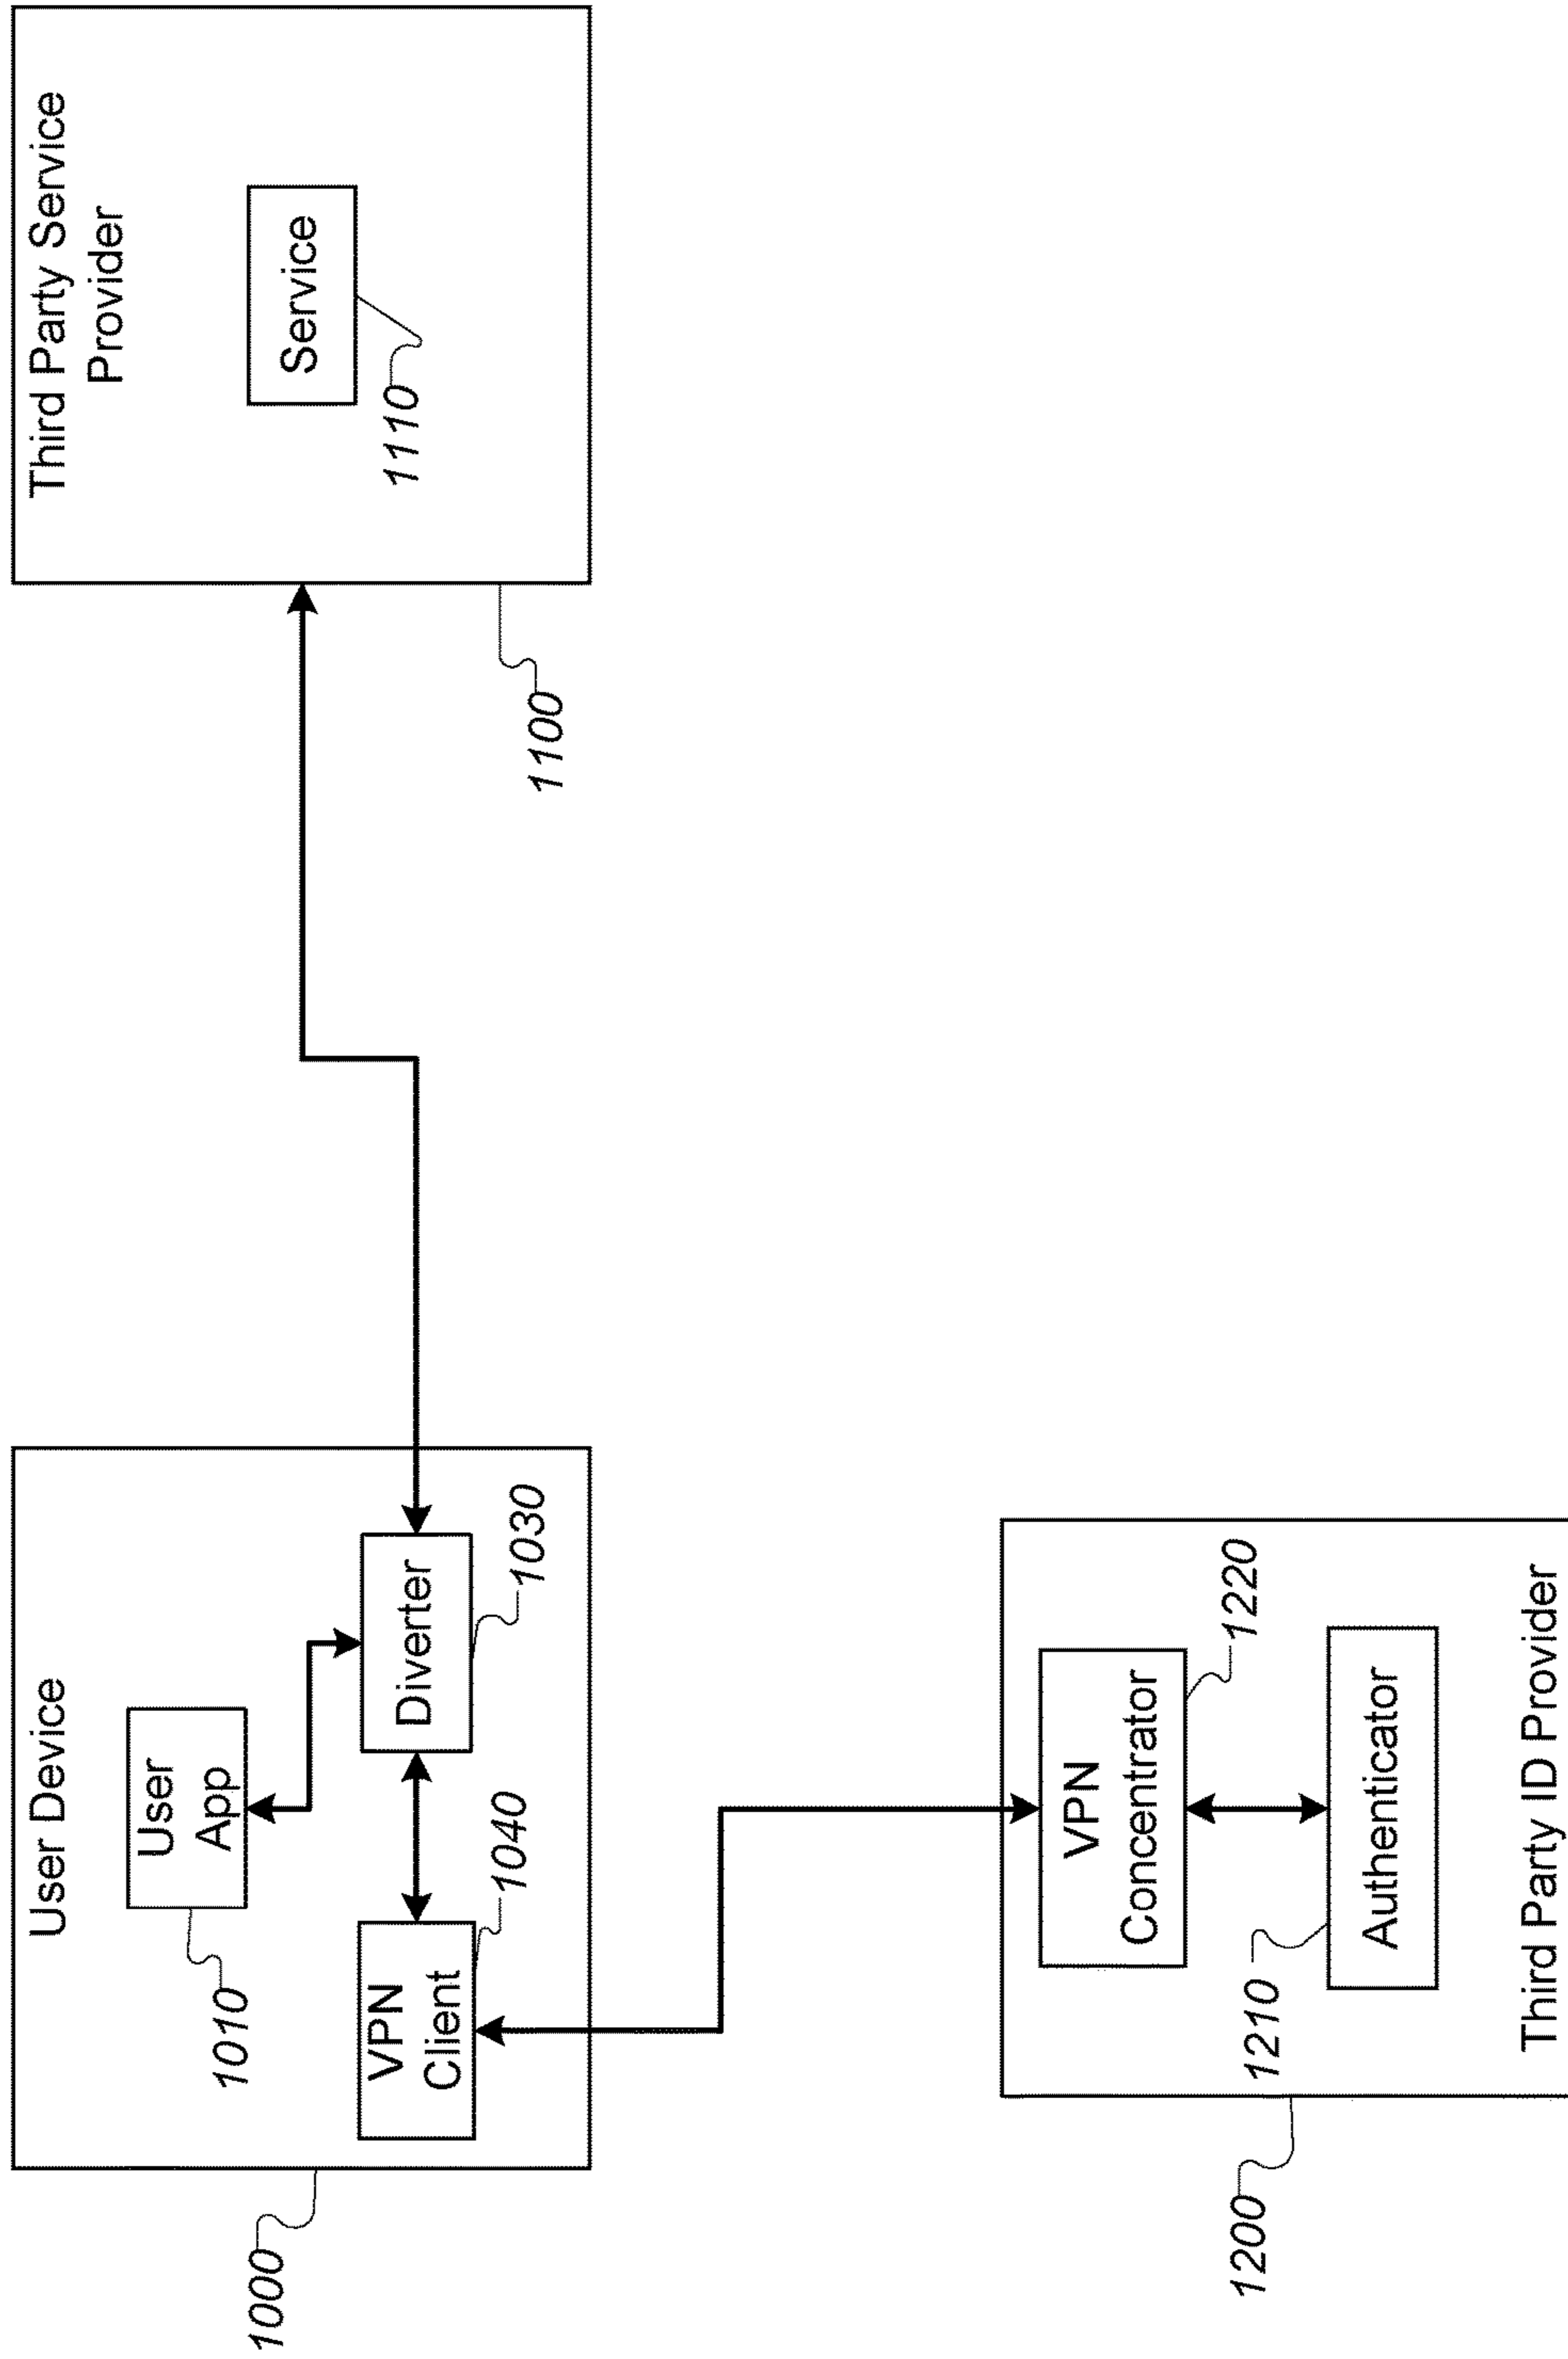 User Device
User
App
1010
VPN
Client
1040
Diverter
1030
1000
Third Party Service
Provider
Service
1110
1100
VPN
Concentrator
1220
Authenticator
1210
Third Party ID Provider
1200